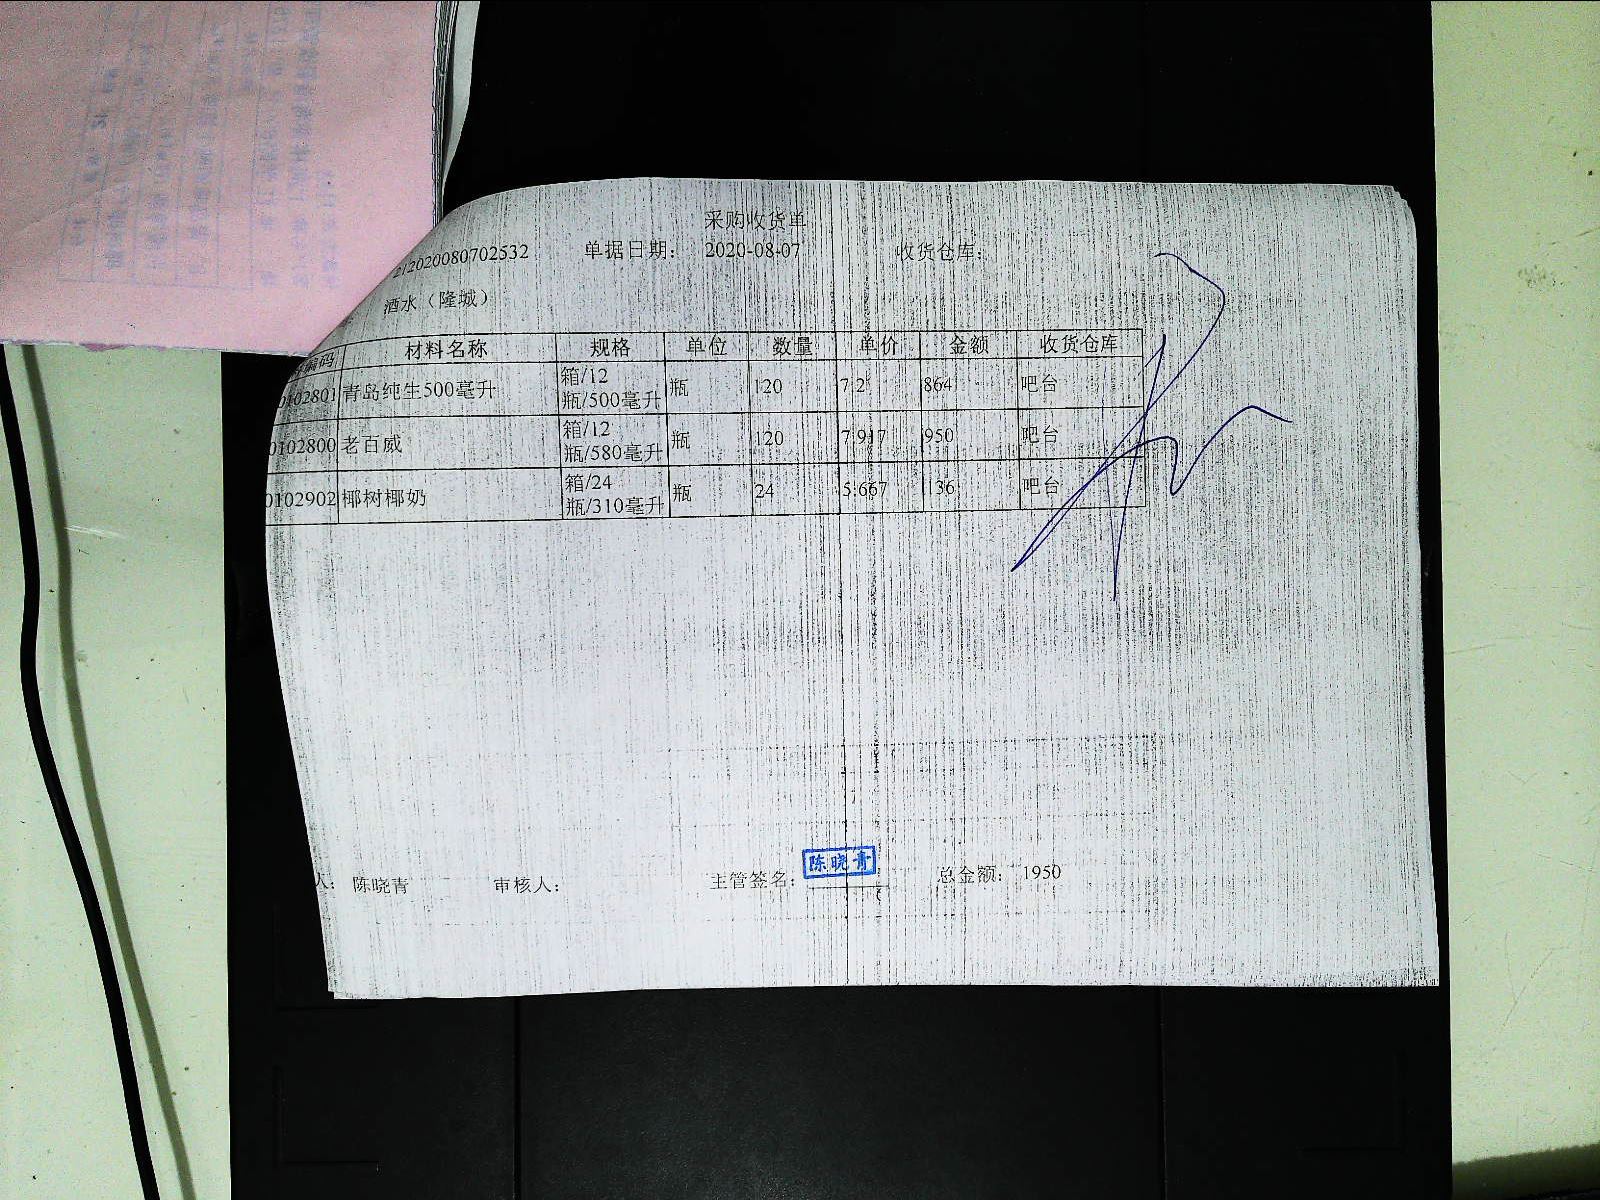 采购收货单
212020080702532 单据日期: 2020-08-07 收货仓库:
酒水（隆城）
编码 材料名称 规格 单位 数量 单价 金额 收货仓库
0102801 青岛纯生500毫升 箱/12 瓶/500毫升 瓶 120 7.2 864 吧台
0102800 老百威 箱/12 瓶/580毫升 瓶 120 7.917 950 吧台
0102902 椰树椰奶 箱/24 瓶/310毫升 瓶 24 5.667 136 吧台
人: 陈晓青 审核人: 主管签名: 陈晓青 总金额: 1950